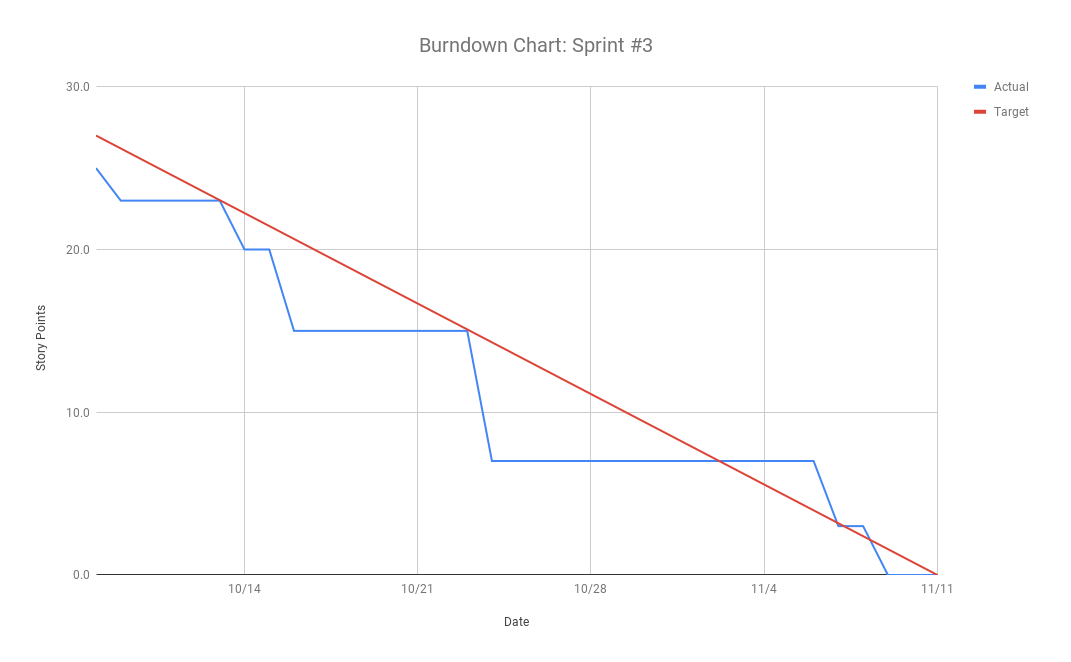 Burndown Chart: Sprint #3
30.0
20.0
10.0
0.0
Story Points
10/14
10/21
10/28
11/4
11/11
Date
Actual
Target